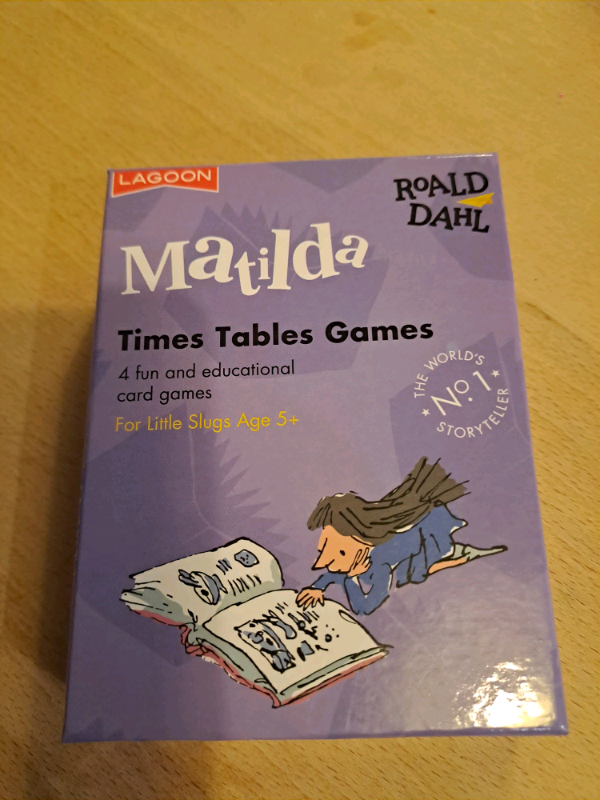 LAGOON
ROALD
DAHL
Matilda
Times Tables Games
4 fun and educational
card games
For Little Slugs Age 5+
★ THE WORLD'S ★
No. 1
STORYTELLER